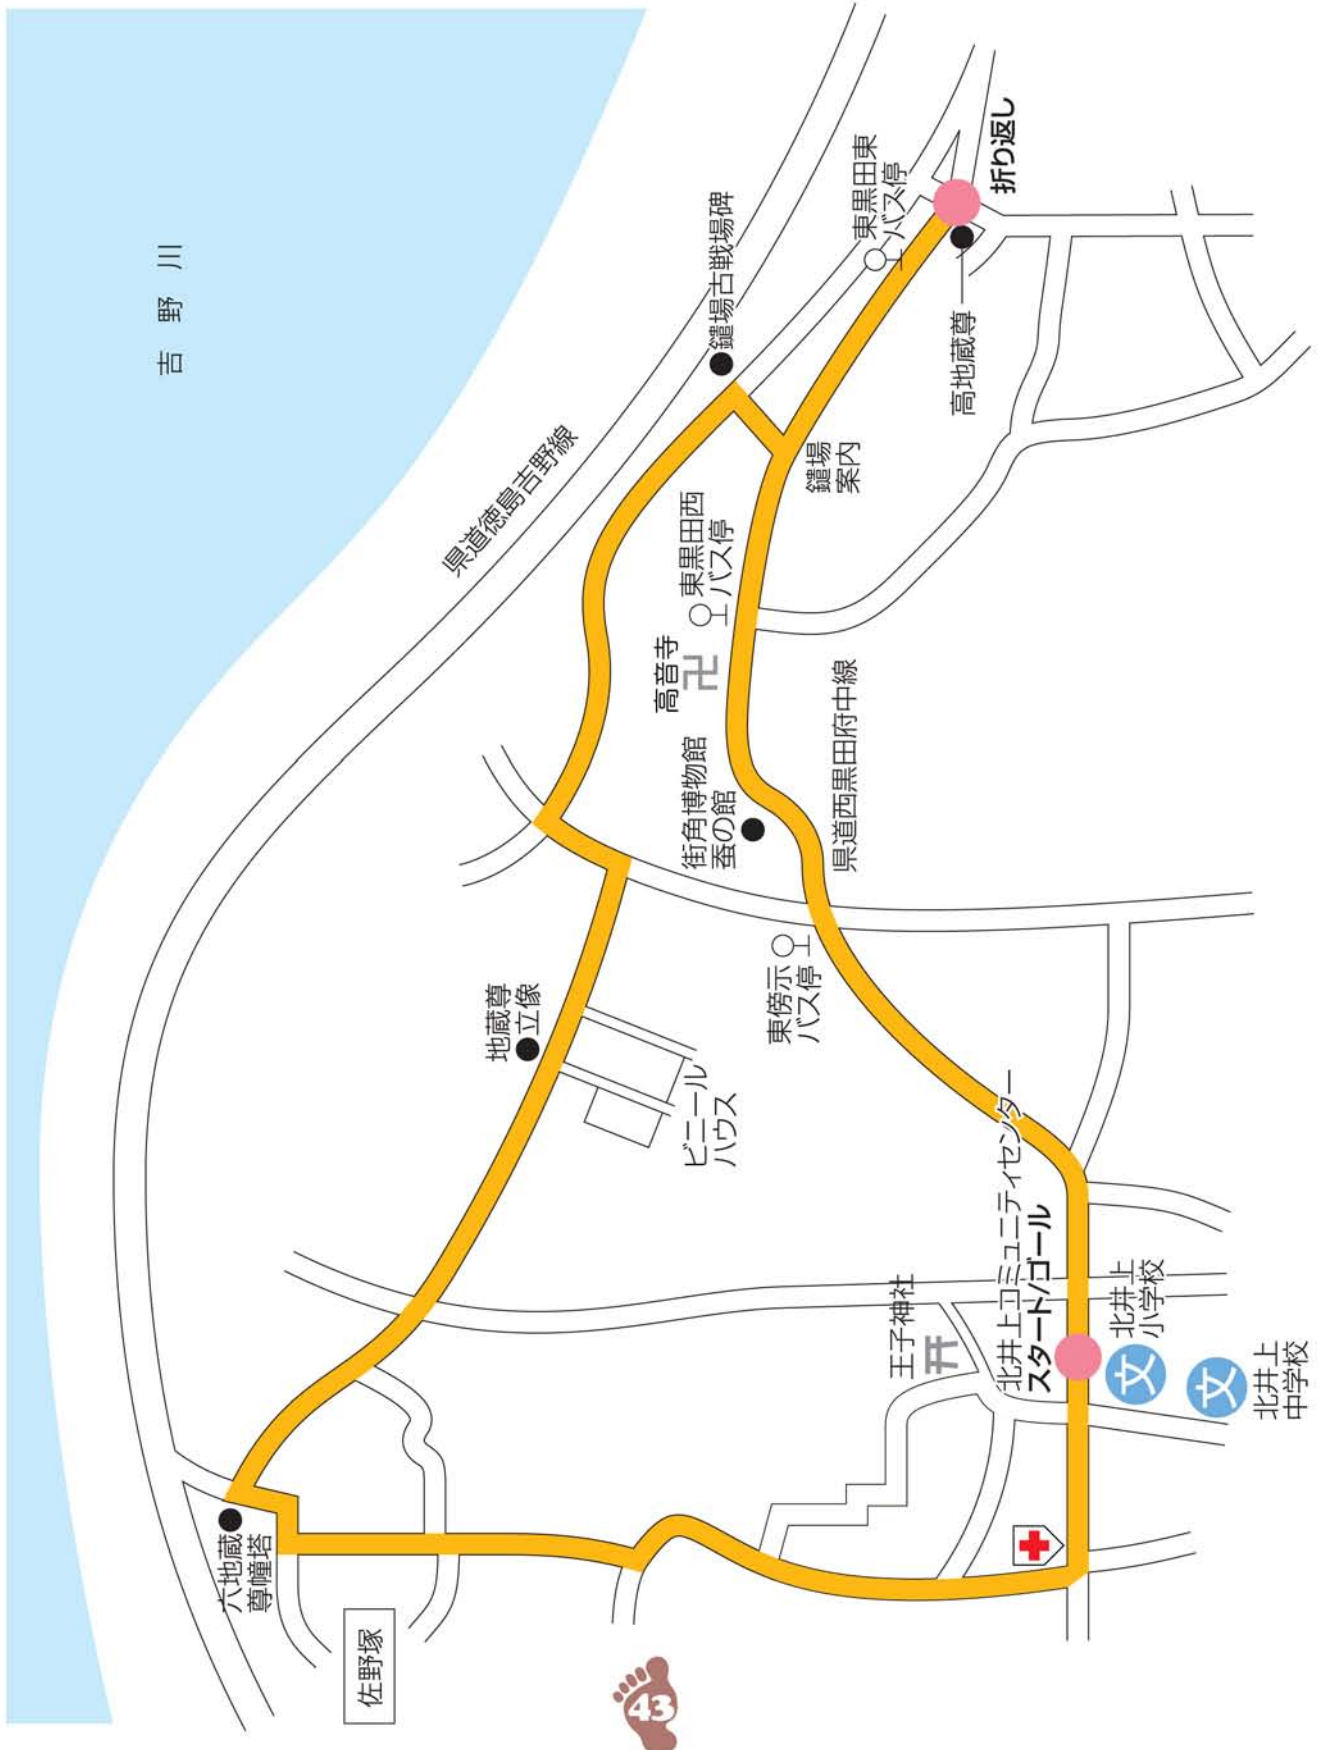 吉野川
県道徳島吉野線
鑓場古戦場碑
東黒田東
バス停
折り返し
高地蔵尊
鑓場
案内
東黒田西
バス停
高音寺
街角博物館
蚕の館
県道西黒田府中線
東傍示
バス停
地蔵尊
立像
ビニール
ハウス
北井上コミュニティセンター
スタート/ゴール
王子神社
北井上
小学校
文
文
北井上
中学校
六地蔵
尊幢塔
佐野塚
43